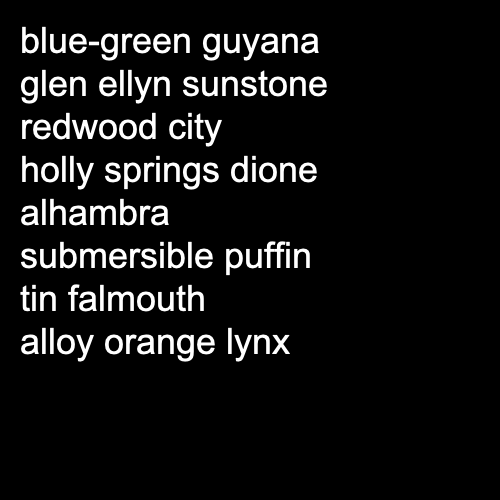 blue-green guyana
glen ellyn sunstone
redwood city
holly springs dione
alhambra
submersible puffin
tin falmouth
alloy orange lynx